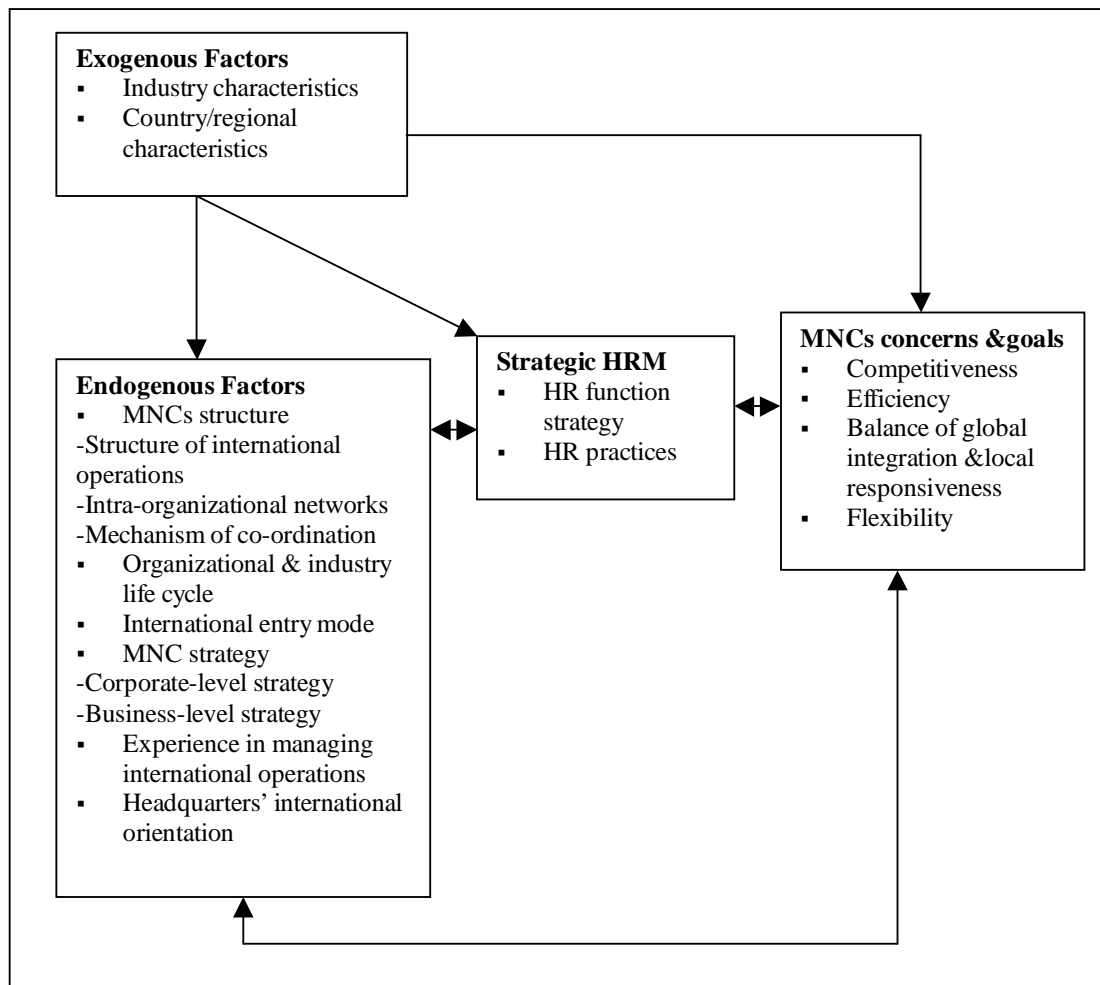 Exogenous Factors
▪ Industry characteristics
▪ Country/regional
characteristics
Endogenous Factors
▪ MNCs structure
-Structure of international
operations
-Intra-organizational networks
-Mechanism of co-ordination
▪ Organizational & industry
life cycle
▪ International entry mode
▪ MNC strategy
-Corporate-level strategy
-Business-level strategy
▪ Experience in managing
international operations
▪ Headquarters’ international
orientation
Strategic HRM
▪ HR function
strategy
▪ HR practices
MNCs concerns &goals
▪ Competitiveness
▪ Efficiency
▪ Balance of global
integration &local
responsiveness
▪ Flexibility